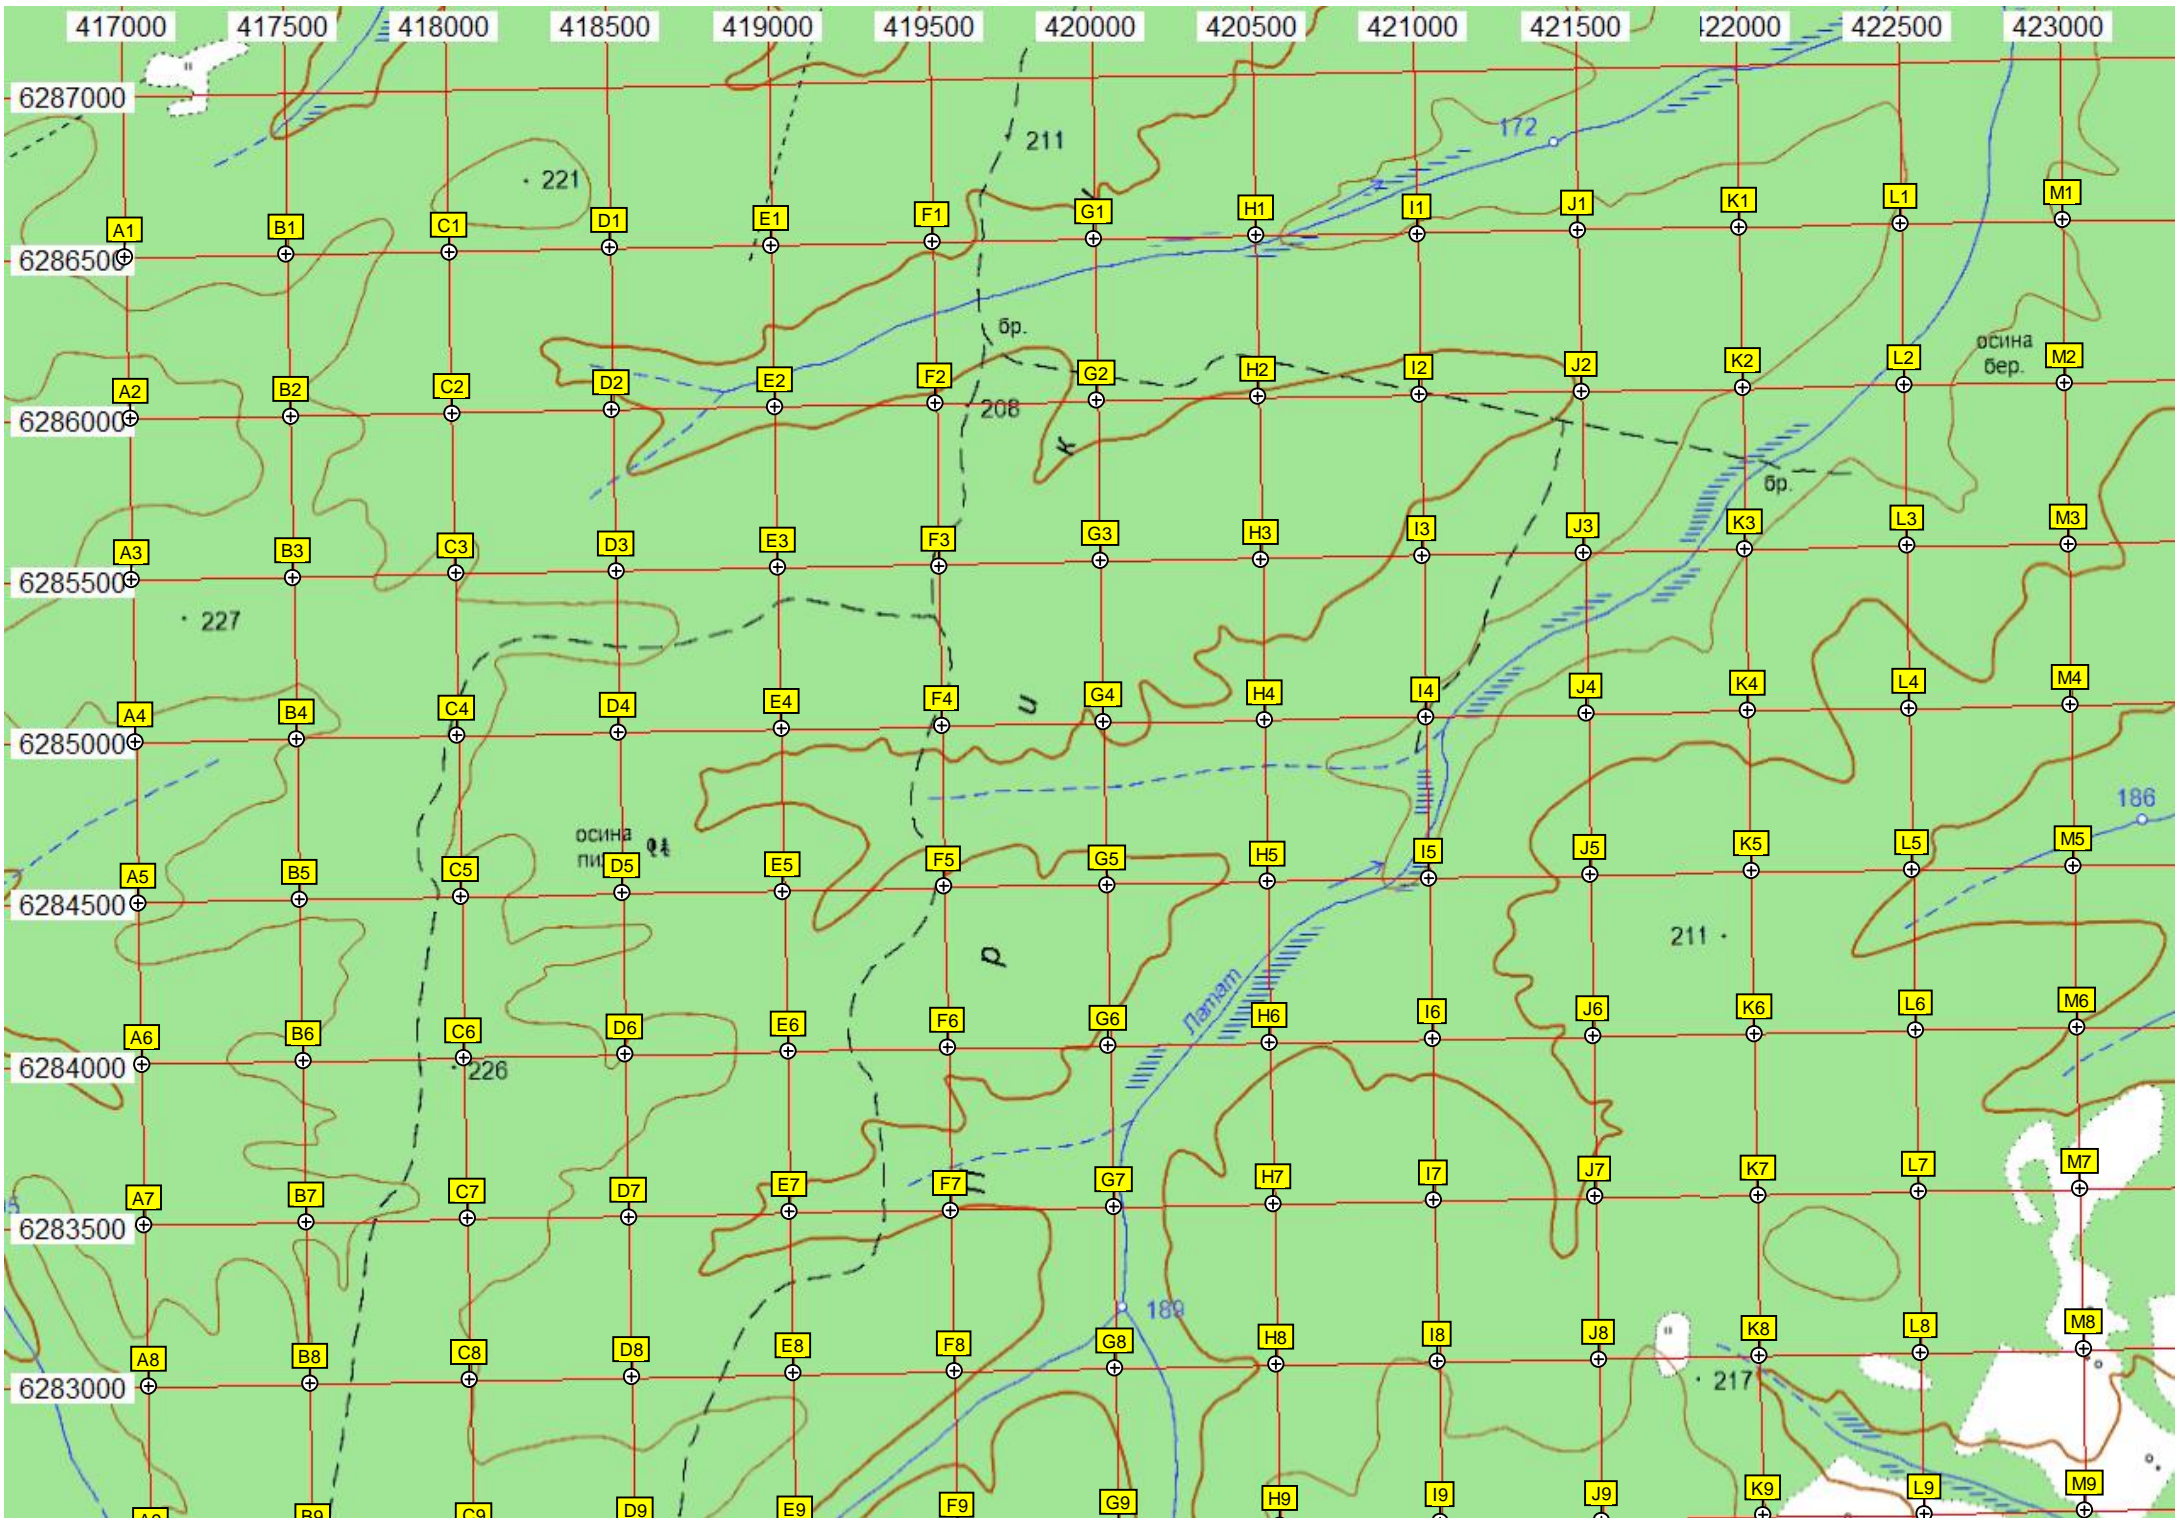 417000 417500 418000 418500 419000 419500 420000 420500 421000 421500 422000 422500 423000
6287000
172
211
221
A1 B1 C1 D1 E1 F1 G1 H1 I1 J1 K1 L1 M1
6286500
бр.
осина
бер.
A2 B2 C2 D2 E2 F2 G2 H2 I2 J2 K2 L2 M2
6286000
208
к
бр.
A3 B3 C3 D3 E3 F3 G3 H3 I3 J3 K3 L3 M3
6285500
227
A4 B4 C4 D4 E4 F4 G4 H4 I4 J4 K4 L4 M4
6285000
и
186
осина
A5 B5 C5 D5 E5 F5 G5 H5 I5 J5 K5 L5 M5
6284500
211
р
Латат
A6 B6 C6 D6 E6 F6 G6 H6 I6 J6 K6 L6 M6
6284000
226
A7 B7 C7 D7 E7 F7 G7 H7 I7 J7 K7 L7 M7
6283500
189
A8 B8 C8 D8 E8 F8 G8 H8 I8 J8 K8 L8 M8
6283000
217
B9 C9 D9 E9 F9 G9 H9 I9 J9 K9 L9 M9